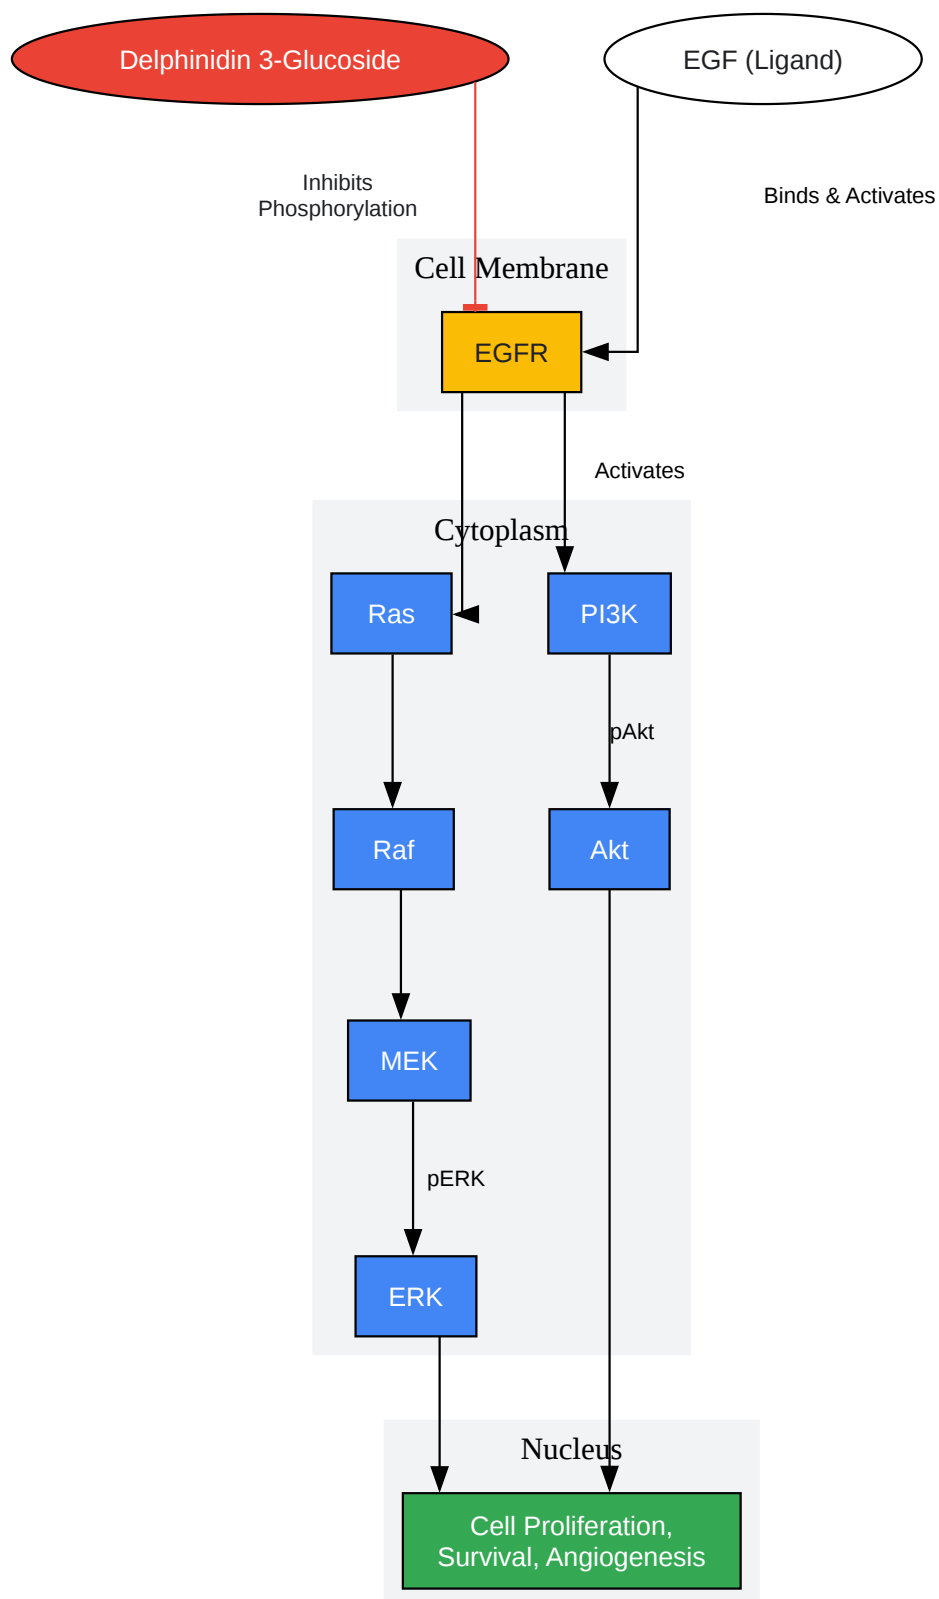 Delphinidin 3-Glucoside
EGF (Ligand)
Inhibits
Phosphorylation
Binds & Activates
Cell Membrane
EGFR
Activates
Cytoplasm
Ras
PI3K
pAkt
Raf
Akt
MEK
pERK
ERK
Nucleus
Cell Proliferation,
Survival, Angiogenesis